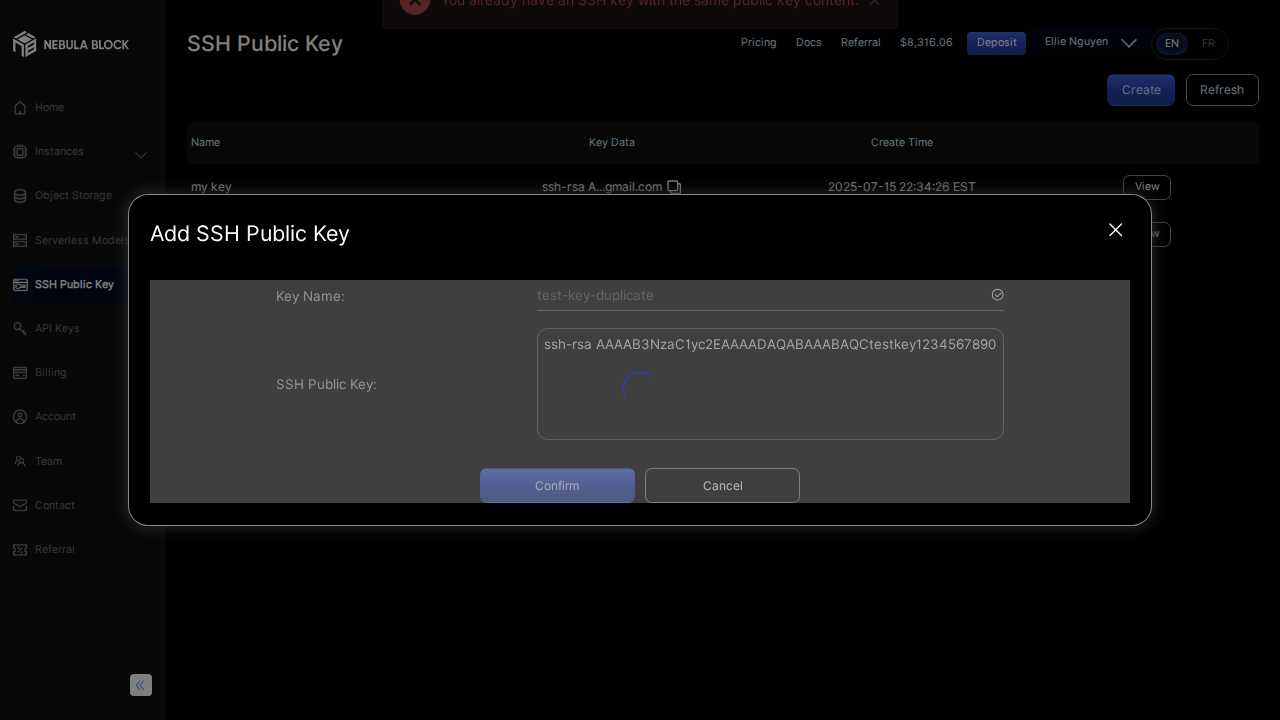 You already have an SSH key with the same public key content.
NEBULA BLOCK
SSH Public Key
Pricing
Docs
Referral
$8,316.06
Deposit
Ellie Nguyen
EN
FR
Create
Refresh
Home
Instances
Object Storage
Serverless Models
SSH Public Key
API Keys
Billing
Account
Team
Contact
Referral
Name
Key Data
Create Time
my key
ssh-rsa A...gmail.com
2025-07-15 22:34:26 EST
View
Add SSH Public Key
Key Name:
test-key-duplicate
SSH Public Key:
ssh-rsa AAAAB3NzaC1yc2EAAAADAQABAAABAQCtestkey1234567890
Confirm
Cancel